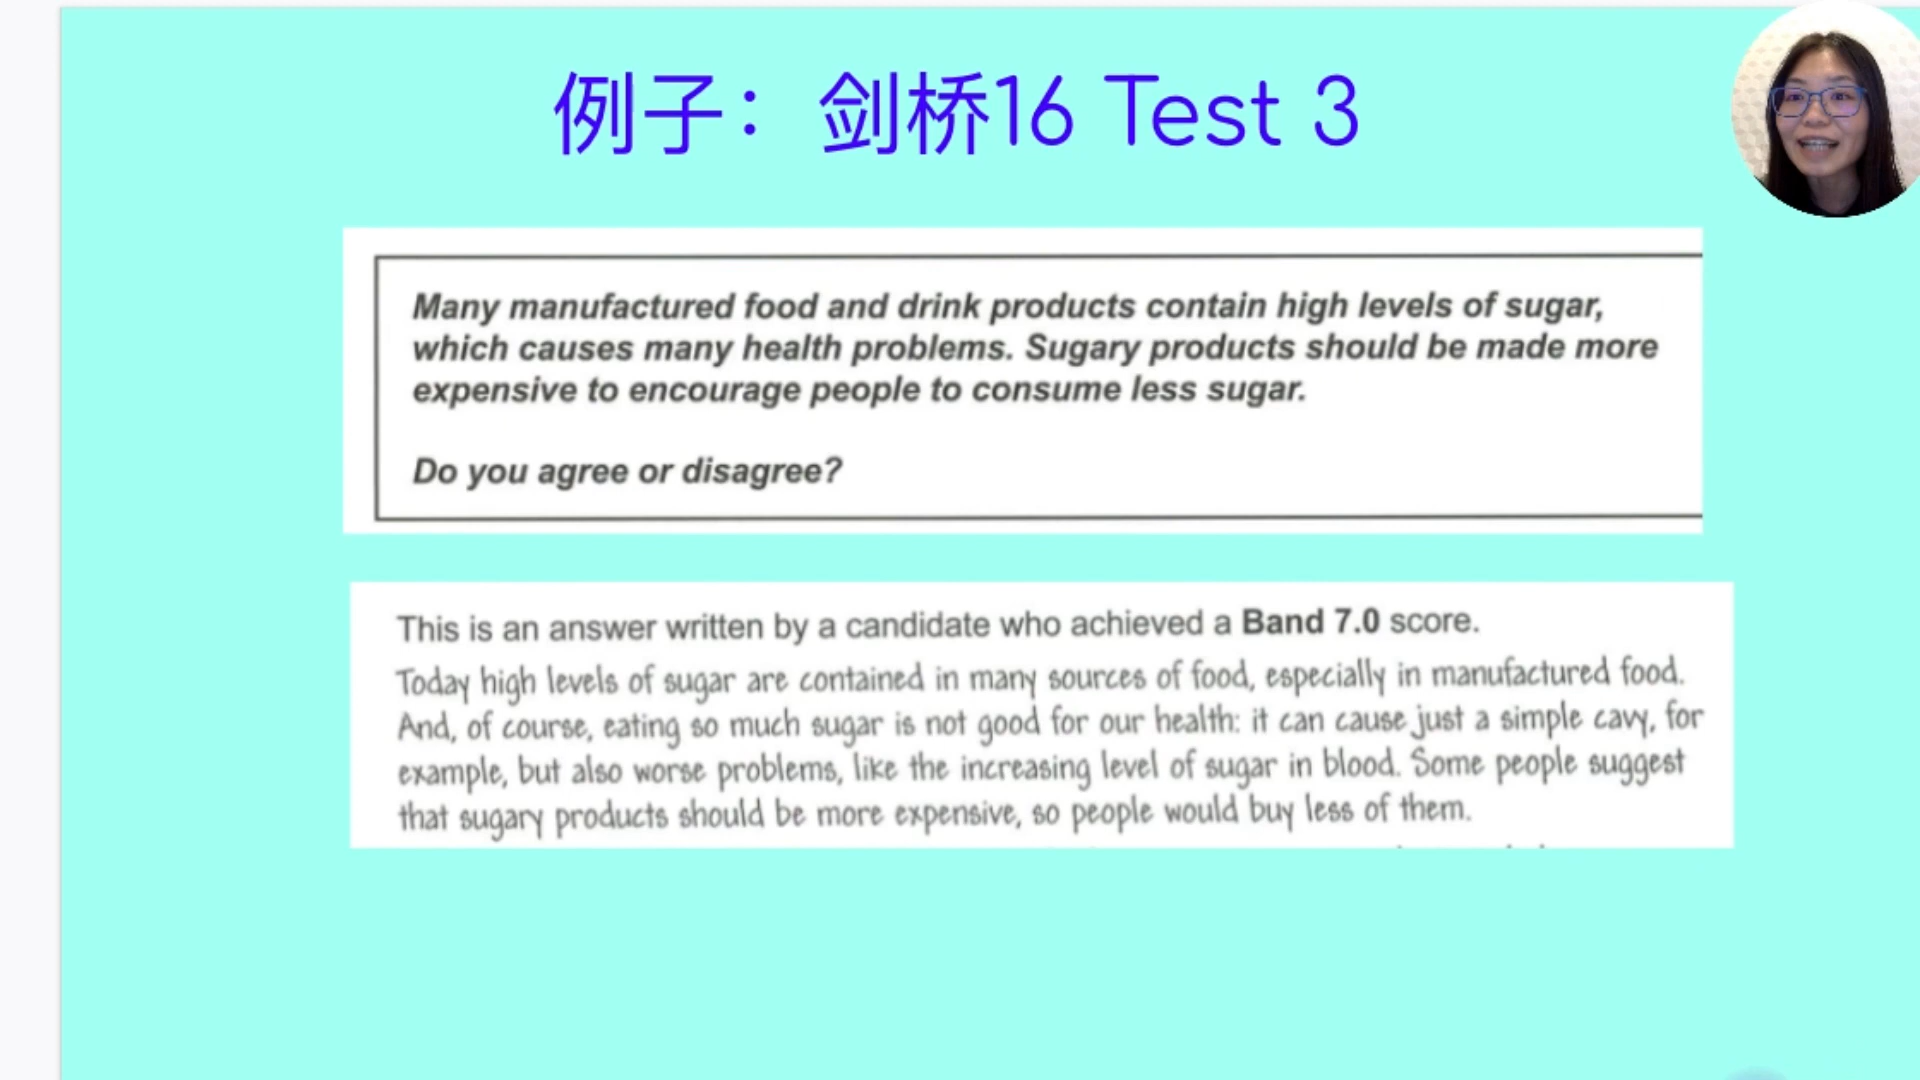 例子：剑桥16 Test 3
Many manufactured food and drink products contain high levels of sugar,
which causes many health problems. Sugary products should be made more
expensive to encourage people to consume less sugar.
Do you agree or disagree?
This is an answer written by a candidate who achieved a Band 7.0 score.
Today high levels of sugar are contained in many sources of food, especially in manufactured food.
And, of course, eating so much sugar is not good for our health: it can cause just a simple cavy, for
example, but also worse problems, like the increasing level of sugar in blood. Some people suggest
that sugary products should be more expensive, so people would buy less of them.